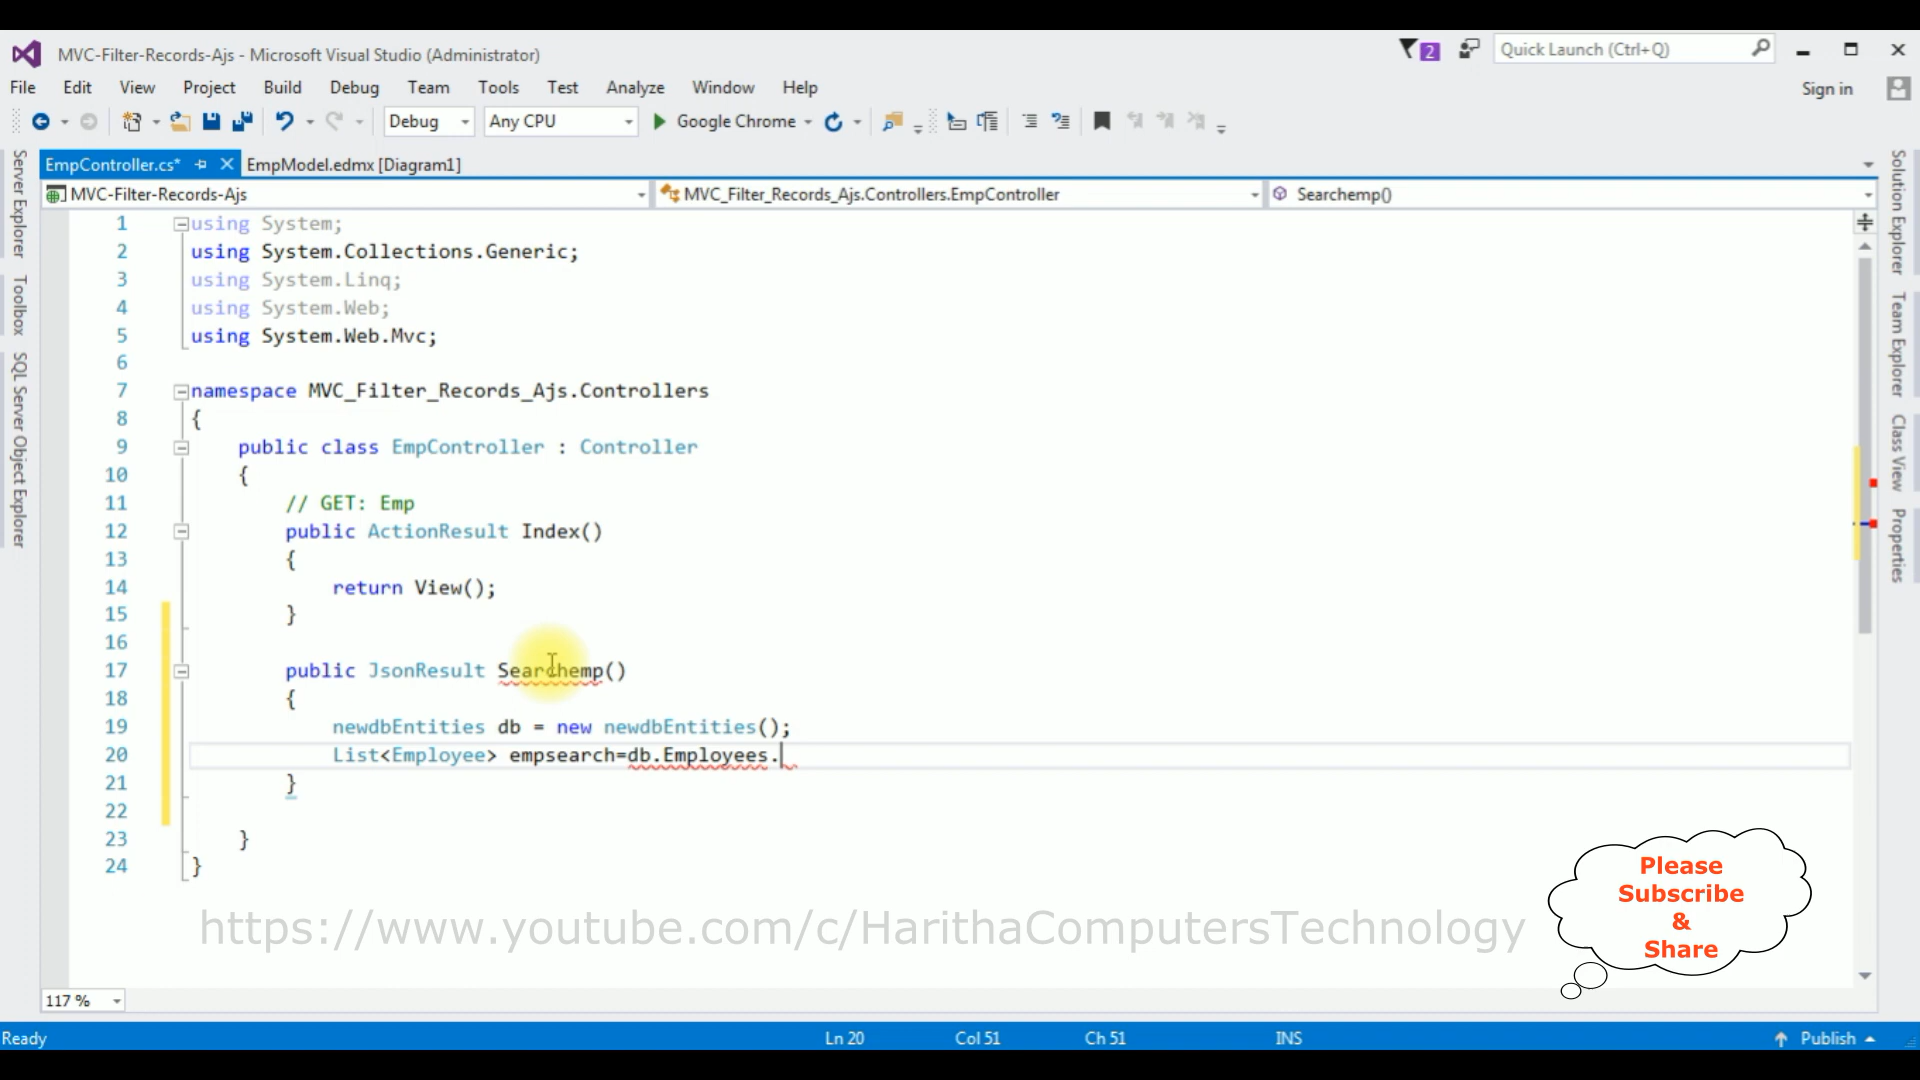 MVC-Filter-Records-Ajs - Microsoft Visual Studio (Administrator)
2
Quick Launch (Ctrl+Q)
File Edit View Project Build Debug Team Tools Test Analyze Window Help
Sign in
Debug Any CPU Google Chrome
EmpController.cs* EmpModel.edmx [Diagram1]
MVC-Filter-Records-Ajs MVC_Filter_Records_Ajs.Controllers.EmpController Searchemp()
Server Explorer
Toolbox
SQL Server Object Explorer
Solution Explorer
Team Explorer
Class View
Properties
1 using System;
2 using System.Collections.Generic;
3 using System.Linq;
4 using System.Web;
5 using System.Web.Mvc;
6
7 namespace MVC_Filter_Records_Ajs.Controllers
8 {
9 public class EmpController : Controller
10 {
11 // GET: Emp
12 public ActionResult Index()
13 {
14 return View();
15 }
16
17 public JsonResult Searchemp()
18 {
19 newdbEntities db = new newdbEntities();
20 List<Employee> empsearch=db.Employees.
21 }
22
23 }
24 }
Please
Subscribe
&
Share
https://www.youtube.com/c/HarithaComputersTechnology
117 %
Ready Ln 20 Col 51 Ch 51 INS Publish